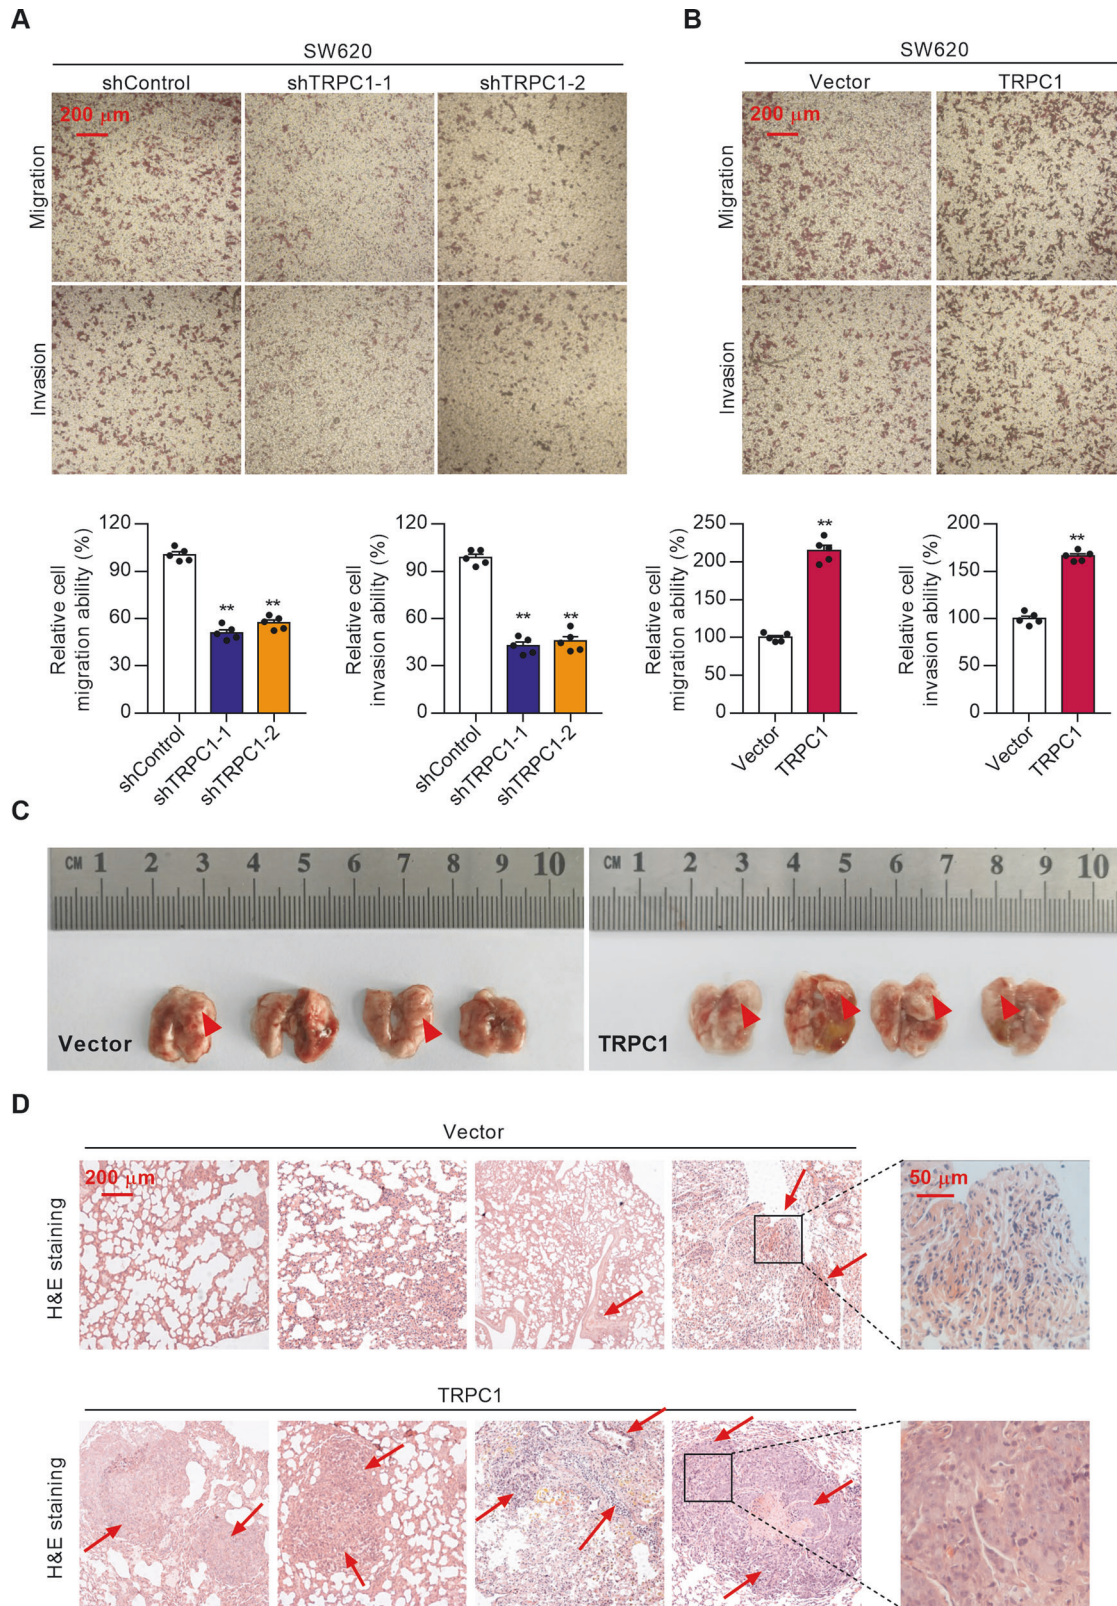 A
SW620
shControl shTRPC1-1 shTRPC1-2
200 μm
Migration
Invasion
Relative cell
migration ability (%)
120
90
60
30
0
**
**
shControl
shTRPC1-1
shTRPC1-2
Relative cell
invasion ability (%)
120
90
60
30
0
**
**
shControl
shTRPC1-1
shTRPC1-2
B
SW620
Vector TRPC1
200 μm
Migration
Invasion
Relative cell
migration ability (%)
250
200
150
100
50
0
**
Vector
TRPC1
Relative cell
invasion ability (%)
200
150
100
50
0
**
Vector
TRPC1
C
CM 1 2 3 4 5 6 7 8 9 10
Vector
CM 1 2 3 4 5 6 7 8 9 10
TRPC1
D
Vector
H&E staining
200 μm
50 μm
TRPC1
H&E staining